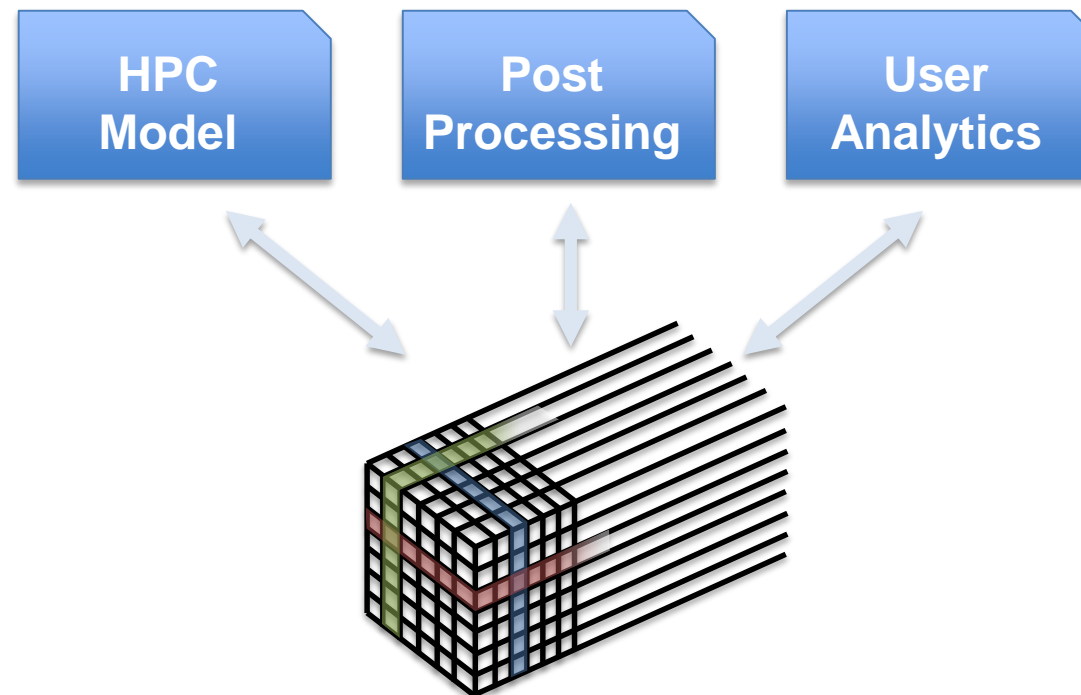 HPC
Model
Post
Processing
User
Analytics